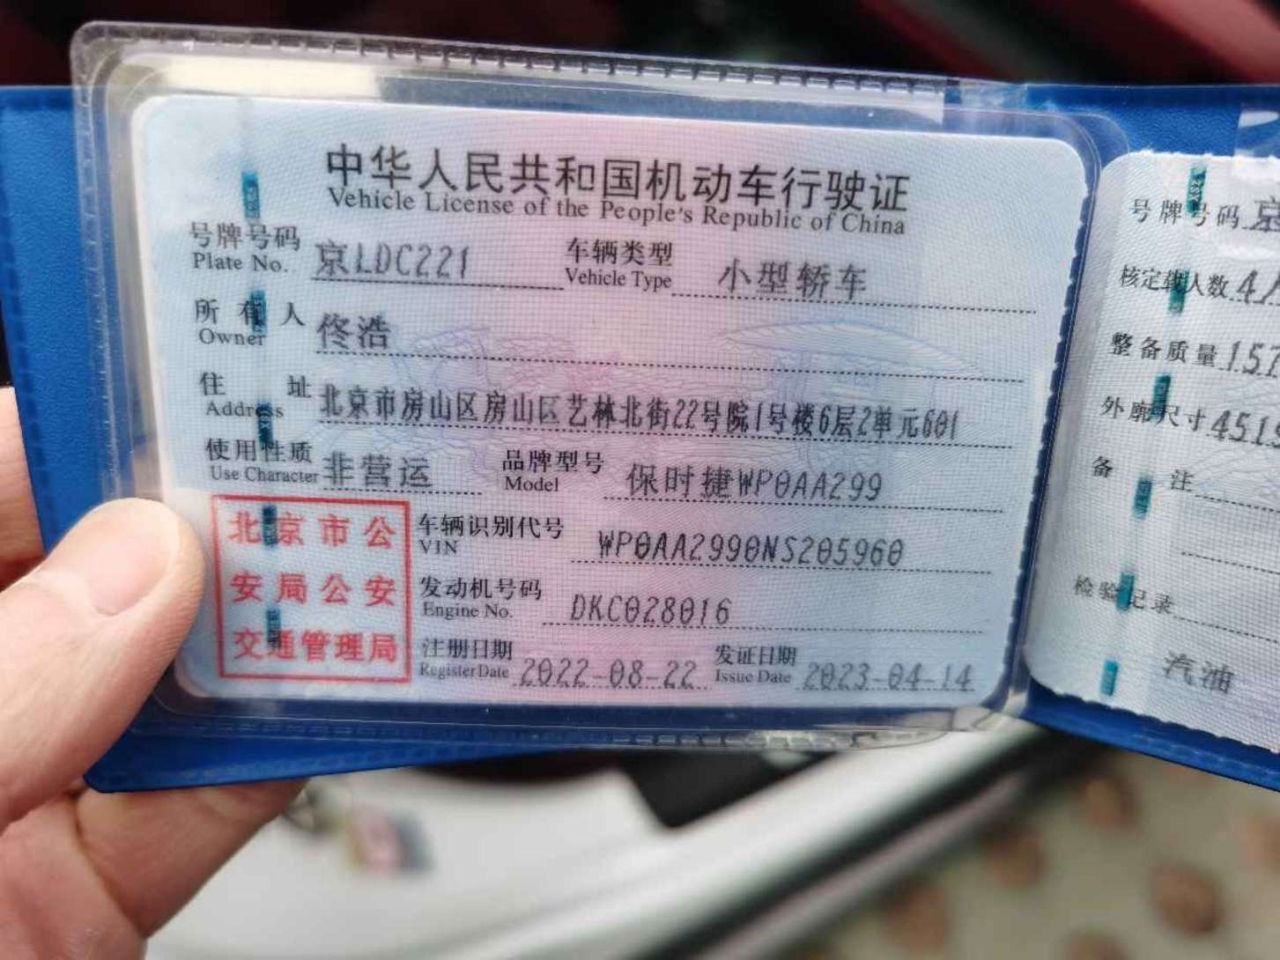 中华人民共和国机动车行驶证
Vehicle License of the People's Republic of China
号牌号码 京LDC221 车辆类型 小型轿车
Plate No. Vehicle Type
所有人 佟浩
Owner
住址 北京市房山区房山区艺林北街22号院1号楼6层2单元601
Address
使用性质 非营运 品牌型号 保时捷WP0AA299
Use Character Model
北京市公
安局公安
交通管理局
车辆识别代号 WP0AA2990NS205960
VIN
发动机号码 DKC028016
Engine No.
注册日期 2022-08-22 发证日期 2023-04-14
Register Date Issue Date
号牌号码 京
核定载人数 4人
整备质量 157
外廓尺寸 451
备注
检验记录
汽油